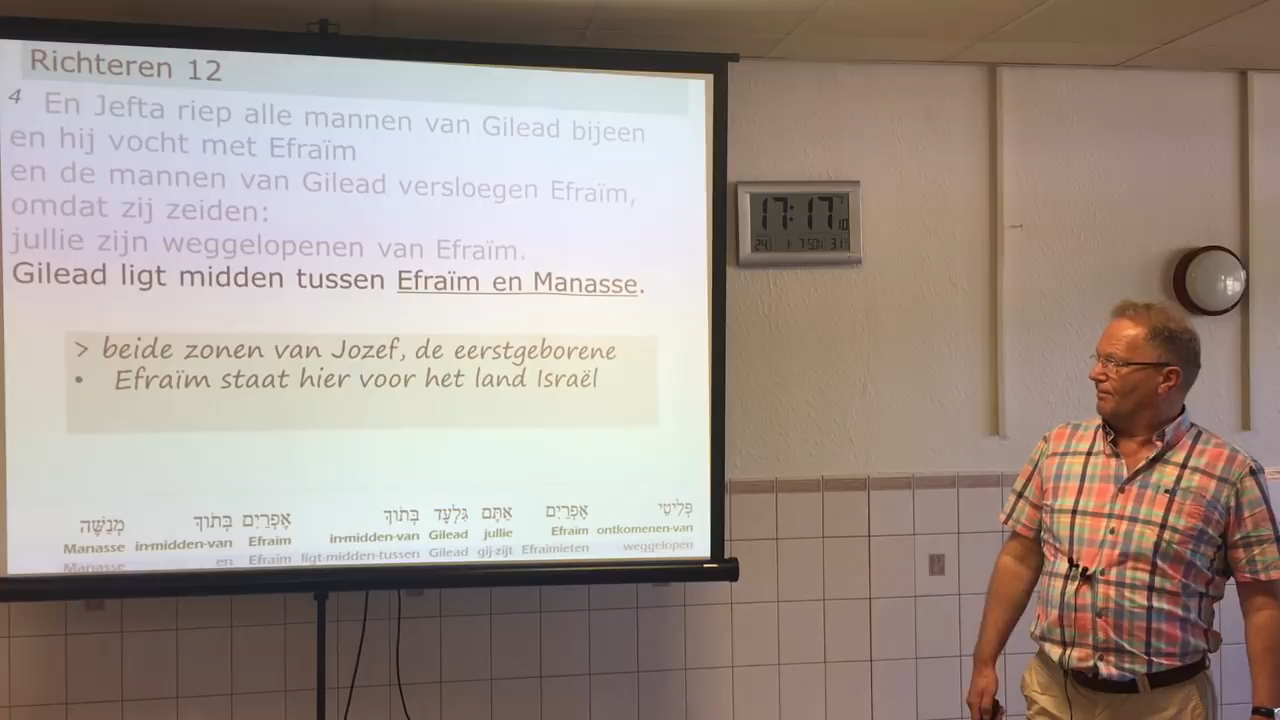 Richteren 12
4 En Jefta riep alle mannen van Gilead bijeen
en hij vocht met Efraïm
en de mannen van Gilead versloegen Efraïm,
omdat zij zeiden:
jullie zijn weggelopenen van Efraïm.
Gilead ligt midden tussen Efraïm en Manasse.
> beide zonen van Jozef, de eerstgeborene
• Efraïm staat hier voor het land Israël
פְּלִיטֵי אֶפְרַיִם אַתֶּם גִּלְעָד בְּתוֹךְ אֶפְרַיִם בְּתוֹךְ מְנַשֶּׁה
Manasse in-midden-van Efraim in-midden-van Gilead jullie Efraim ontkomenen-van
Manasse en Efraim ligt-midden-tussen Gilead gij-zijt Efraimieten weggelopen
17:17